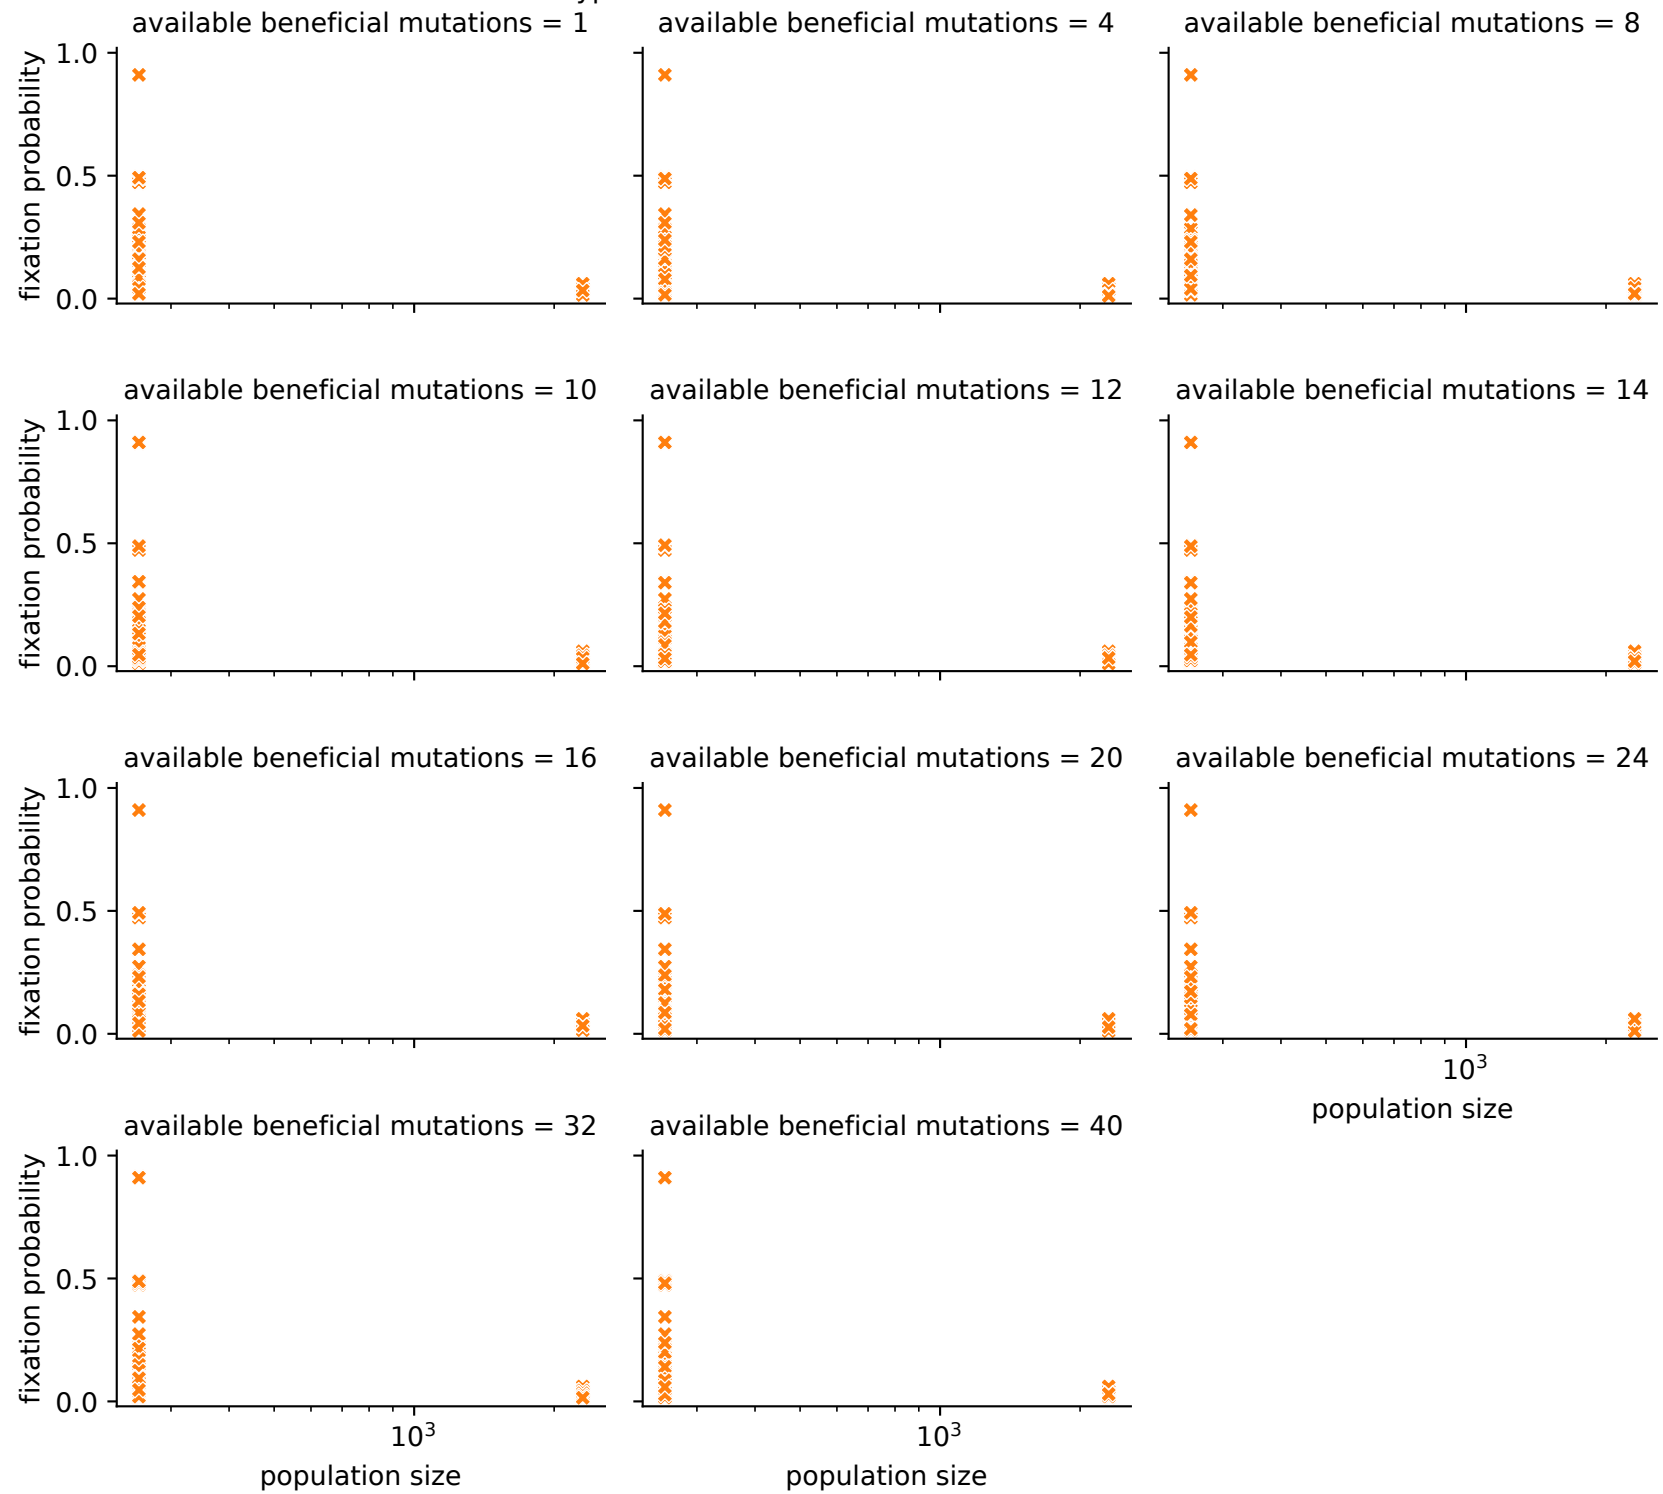 available beneficial mutations = 1
available beneficial mutations = 4
available beneficial mutations = 8
fixation probability
1.0
0.5
0.0
available beneficial mutations = 10
available beneficial mutations = 12
available beneficial mutations = 14
fixation probability
1.0
0.5
0.0
available beneficial mutations = 16
available beneficial mutations = 20
available beneficial mutations = 24
fixation probability
1.0
0.5
0.0
10³
population size
available beneficial mutations = 32
available beneficial mutations = 40
fixation probability
1.0
0.5
0.0
10³
10³
population size
population size